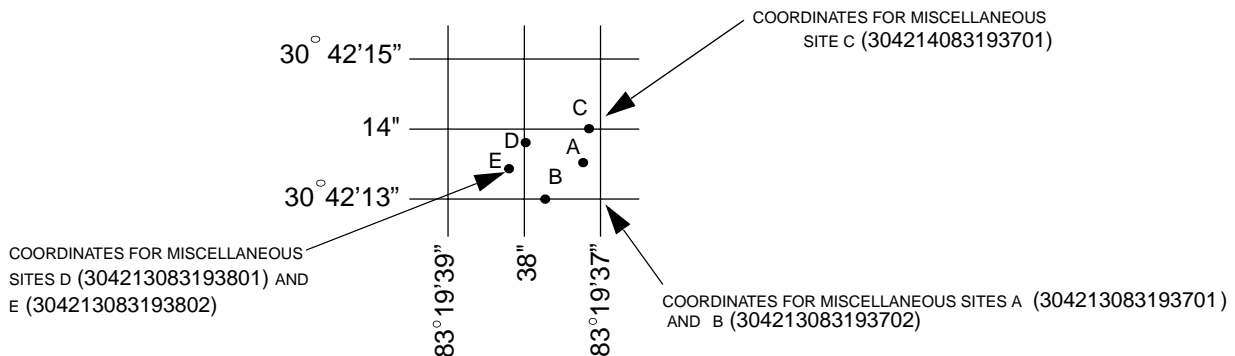 COORDINATES FOR MISCELLANEOUS
SITE C (304214083193701)
30° 42'15”
14"
30° 42'13”
C
D
A
E
B
COORDINATES FOR MISCELLANEOUS
SITES D (304213083193801) AND
E (304213083193802)
83°19'39”
38"
83°19'37”
COORDINATES FOR MISCELLANEOUS SITES A (304213083193701)
AND B (304213083193702)